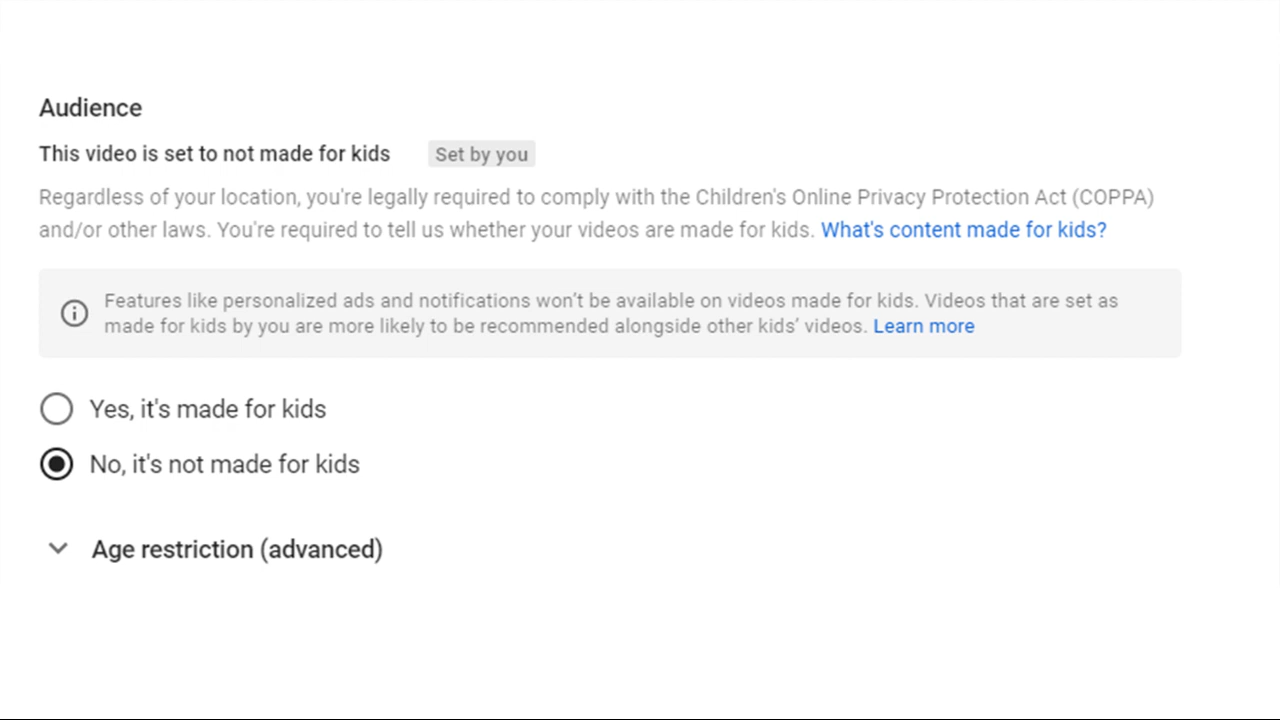 Audience
This video is set to not made for kids Set by you
Regardless of your location, you're legally required to comply with the Children's Online Privacy Protection Act (COPPA)
and/or other laws. You're required to tell us whether your videos are made for kids. What's content made for kids?
Features like personalized ads and notifications won't be available on videos made for kids. Videos that are set as
made for kids by you are more likely to be recommended alongside other kids' videos. Learn more
Yes, it's made for kids
No, it's not made for kids
Age restriction (advanced)